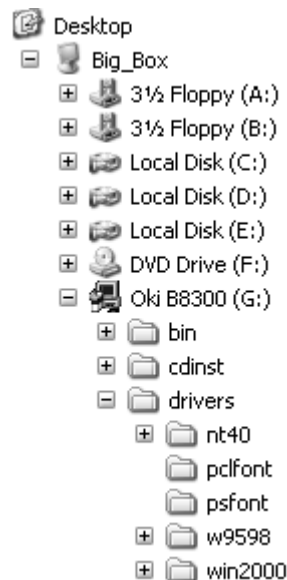 Desktop
Big_Box
3½ Floppy (A:)
3½ Floppy (B:)
Local Disk (C:)
Local Disk (D:)
Local Disk (E:)
DVD Drive (F:)
Oki B8300 (G:)
bin
cdinst
drivers
nt40
pclfont
psfont
w9598
win2000